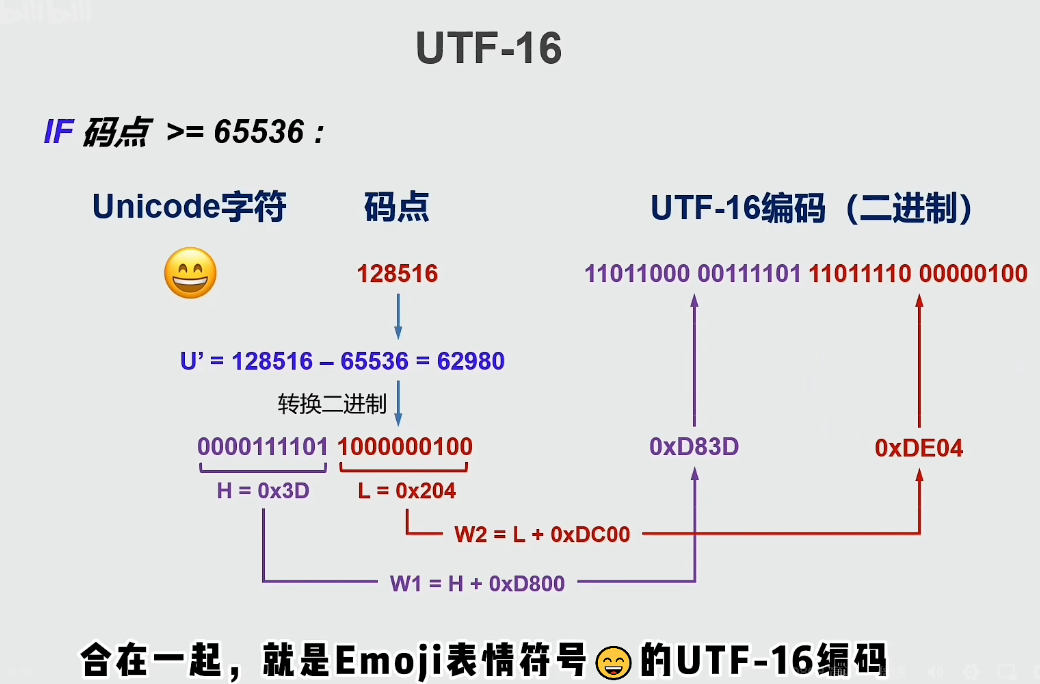 UTF-16
IF 码点 >= 65536 :
Unicode字符 码点 UTF-16编码（二进制）
😄 128516 11011000 00111101 11011110 00000100
U’ = 128516 – 65536 = 62980
转换二进制
0000111101 1000000100 0xD83D 0xDE04
H = 0x3D L = 0x204
W2 = L + 0xDC00
W1 = H + 0xD800
合在一起，就是Emoji表情符号😄的UTF-16编码